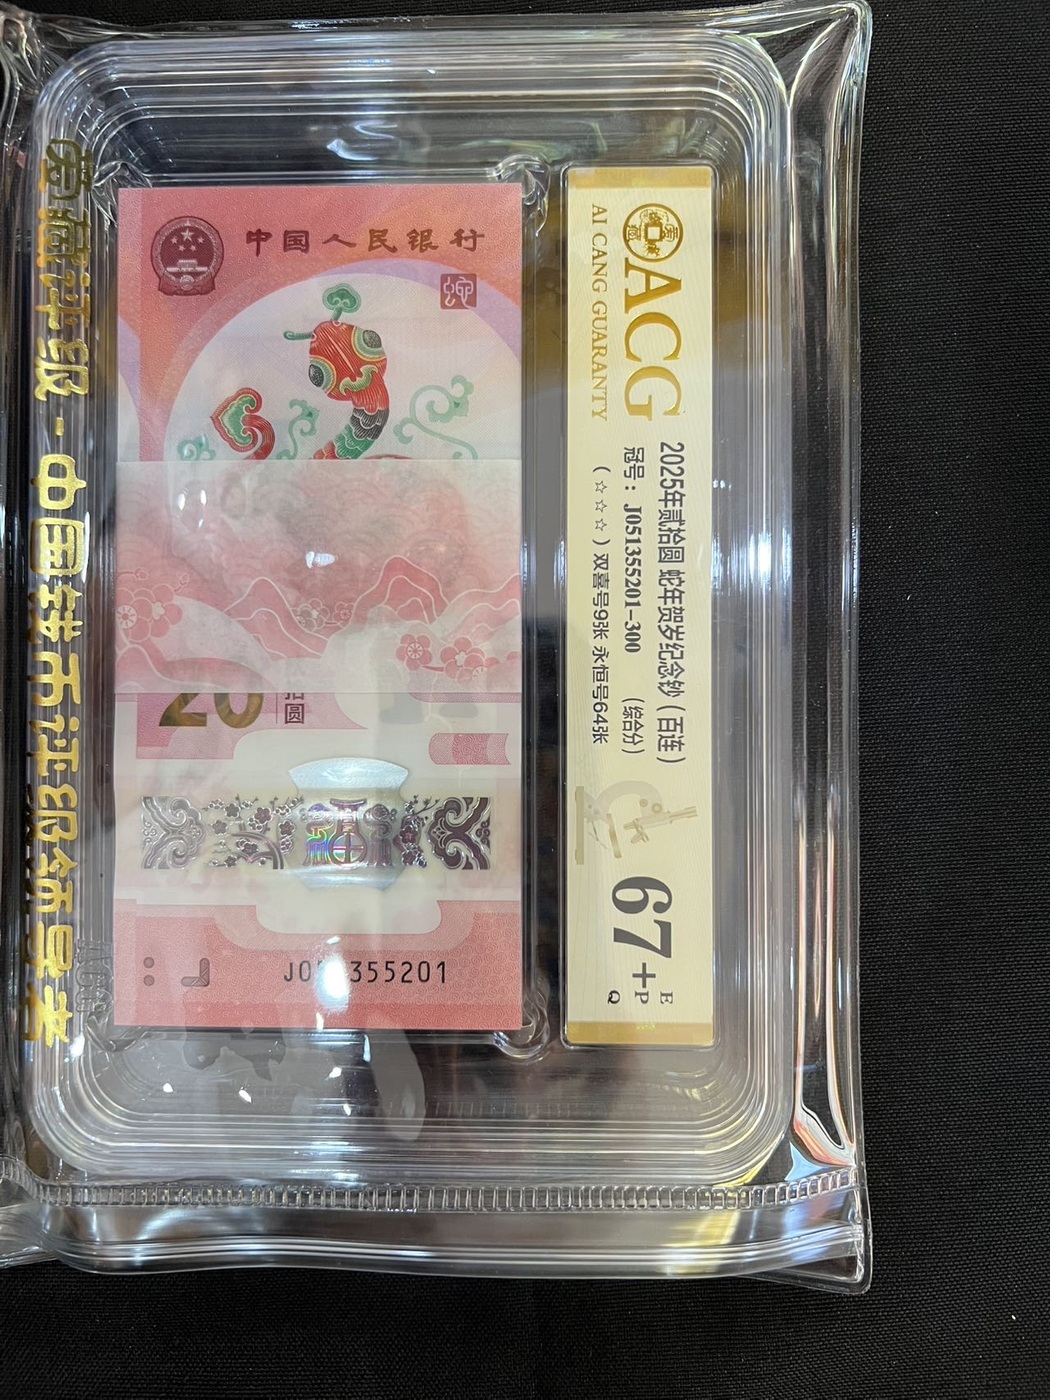 爱藏评级 - 中国钱币评级领导者
中国人民银行
20
圆
J0 355201
ACG
AI CANG GUARANTY
2025年贰拾圆 蛇年贺岁纪念钞（百连）
冠号：J051355201-300 （综合分）
（☆☆☆）双喜号9张 永恒号64张
67+
E
P
Q